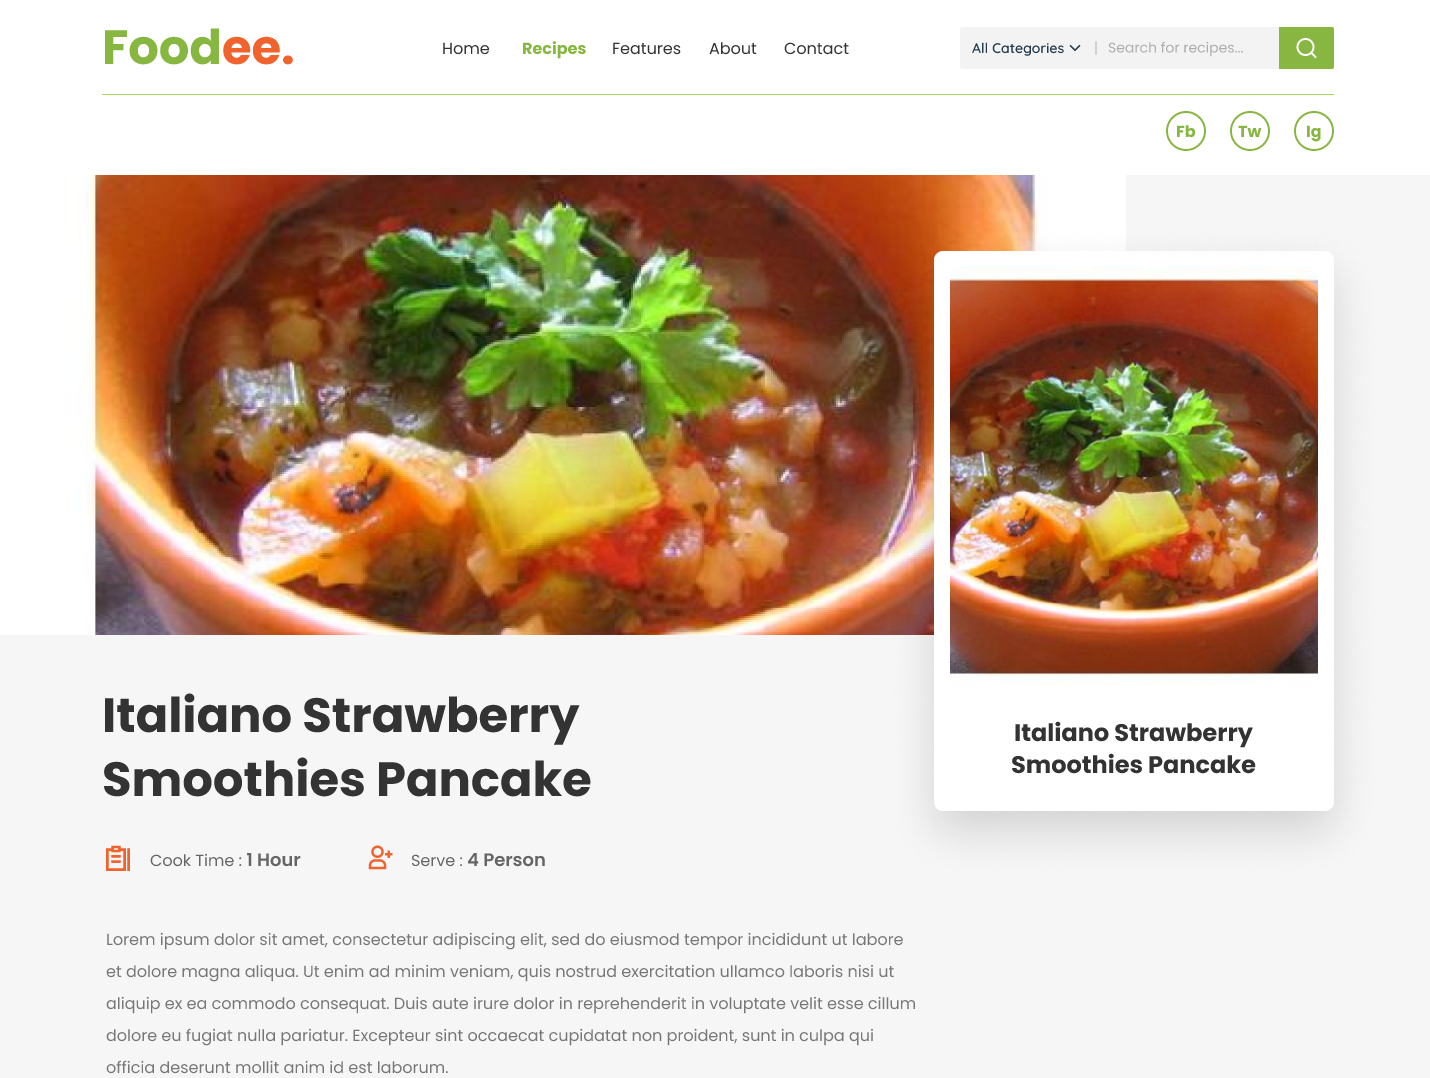 Foodee.
Home Recipes Features About Contact
All Categories | Search for recipes...
Fb Tw Ig
Italiano Strawberry
Smoothies Pancake
Italiano Strawberry
Smoothies Pancake
Cook Time : 1 Hour
Serve : 4 Person
Lorem ipsum dolor sit amet, consectetur adipiscing elit, sed do eiusmod tempor incididunt ut labore
et dolore magna aliqua. Ut enim ad minim veniam, quis nostrud exercitation ullamco laboris nisi ut
aliquip ex ea commodo consequat. Duis aute irure dolor in reprehenderit in voluptate velit esse cillum
dolore eu fugiat nulla pariatur. Excepteur sint occaecat cupidatat non proident, sunt in culpa qui
officia deserunt mollit anim id est laborum.